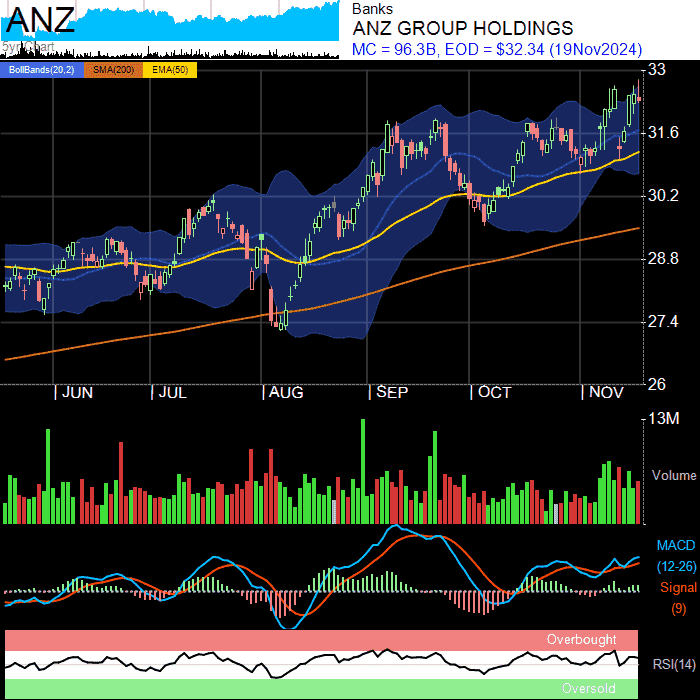 ANZ
5yr Chart
Banks
ANZ GROUP HOLDINGS
MC = 96.3B, EOD = $32.34 (19Nov2024)
BollBands(20,2) SMA(200) EMA(50)
33
31.6
30.2
28.8
27.4
26
JUN JUL AUG SEP OCT NOV
13M
Volume
MACD
(12-26)
Signal
(9)
Overbought
RSI(14)
Oversold